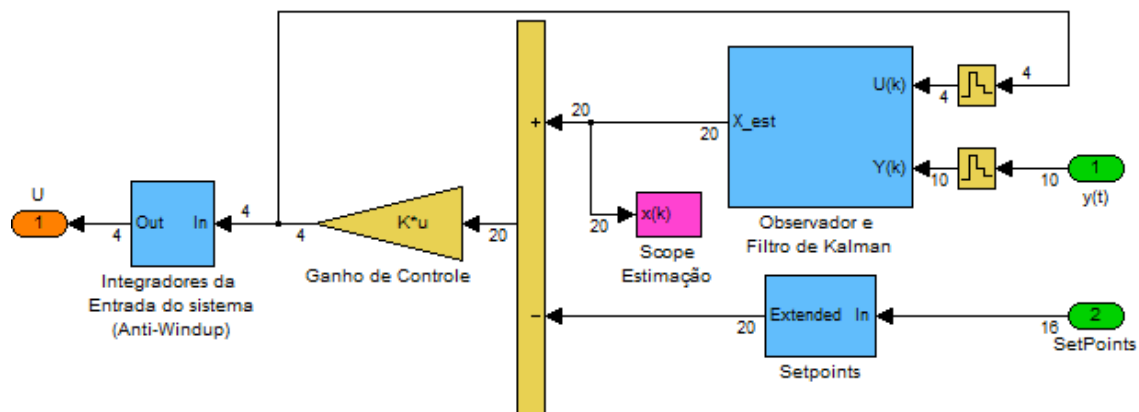 4
U(k)
4
20
+
20
X_est
Y(k)
10
10
1
y(t)
U
1
4
Out
In
4
4
K*u
20
x(k)
20
Scope
Estimação
Observador e
Filtro de Kalman
Integradores da
Entrada do sistema
(Anti-Windup)
Ganho de Controle
−
20
Extended
In
16
2
SetPoints
Setpoints